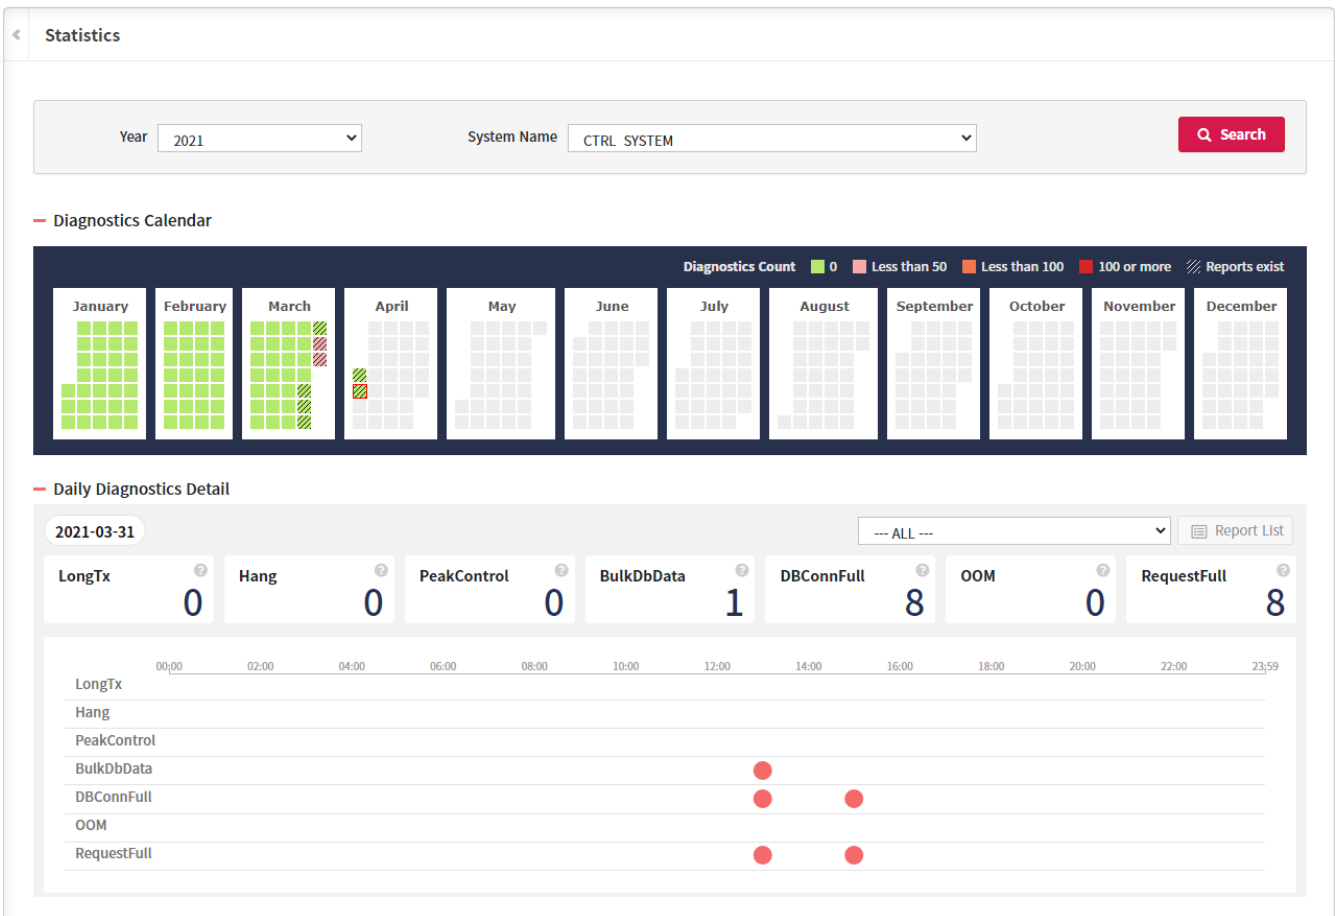 Statistics
Year 2021 System Name CTRL SYSTEM Search
Diagnostics Calendar
Diagnostics Count 0 Less than 50 Less than 100 100 or more Reports exist
January February March April May June July August September October November December
Daily Diagnostics Detail
2021-03-31 --- ALL --- Report List
LongTx ? Hang ? PeakControl ? BulkDbData ? DBConnFull ? OOM ? RequestFull ?
0 0 0 1 8 0 8
00:00 02:00 04:00 06:00 08:00 10:00 12:00 14:00 16:00 18:00 20:00 22:00 23:59
LongTx
Hang
PeakControl
BulkDbData
DBConnFull
OOM
RequestFull